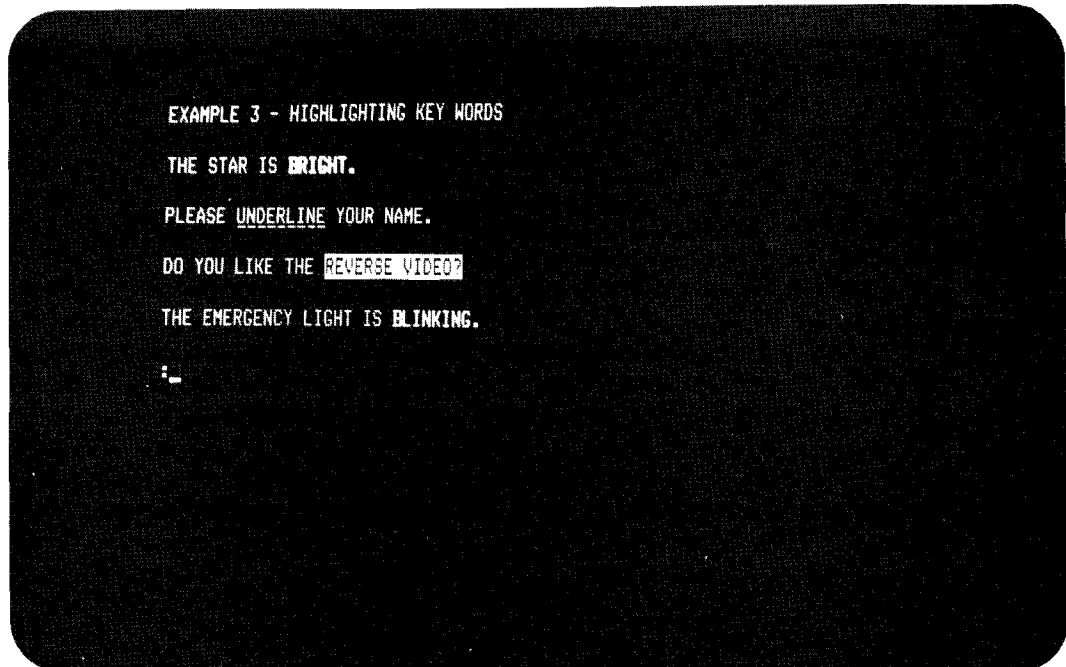 EXAMPLE 3 - HIGHLIGHTING KEY WORDS
THE STAR IS BRIGHT.
PLEASE UNDERLINE YOUR NAME.
DO YOU LIKE THE REVERSE VIDEO?
THE EMERGENCY LIGHT IS BLINKING.
:_